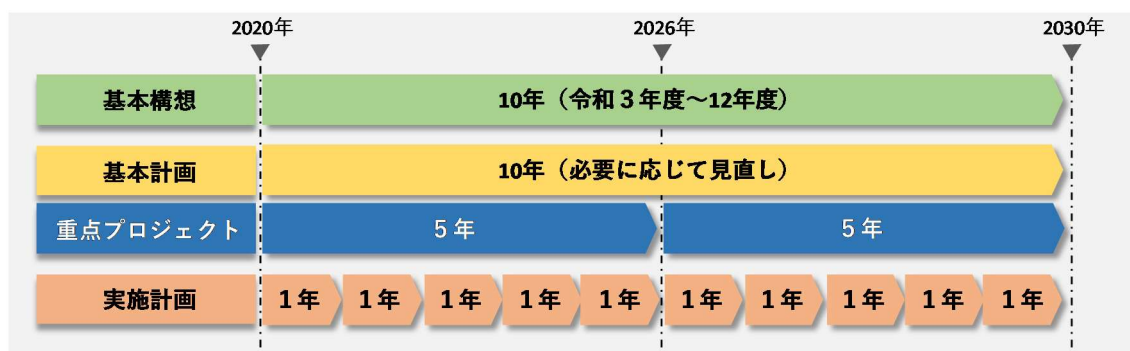 2020年
2026年
2030年
基本構想
10年（令和３年度～12年度）
基本計画
10年（必要に応じて見直し）
重点プロジェクト
５年
５年
実施計画
１年
１年
１年
１年
１年
１年
１年
１年
１年
１年